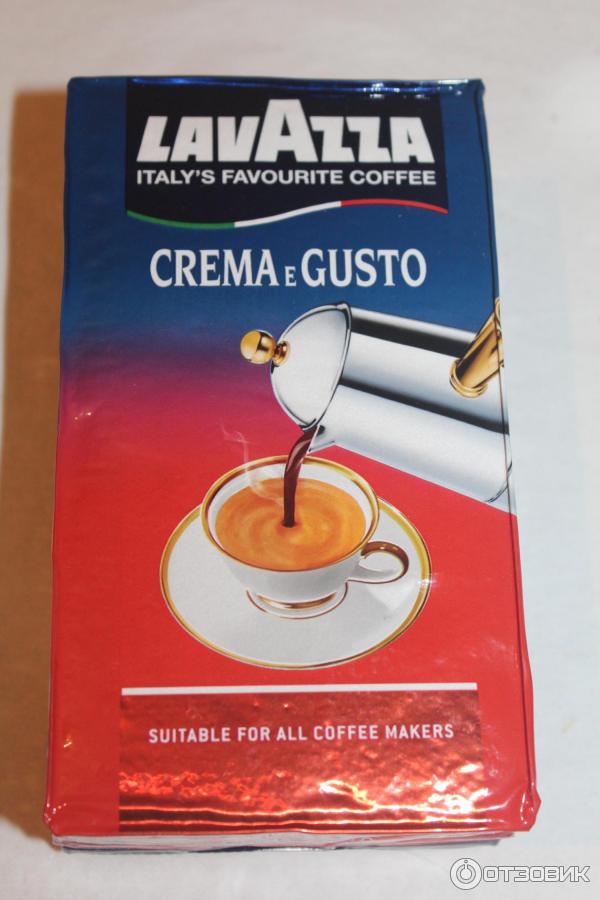 LAVAZZA
ITALY'S FAVOURITE COFFEE
CREMA E GUSTO
SUITABLE FOR ALL COFFEE MAKERS
ОТЗОВИК